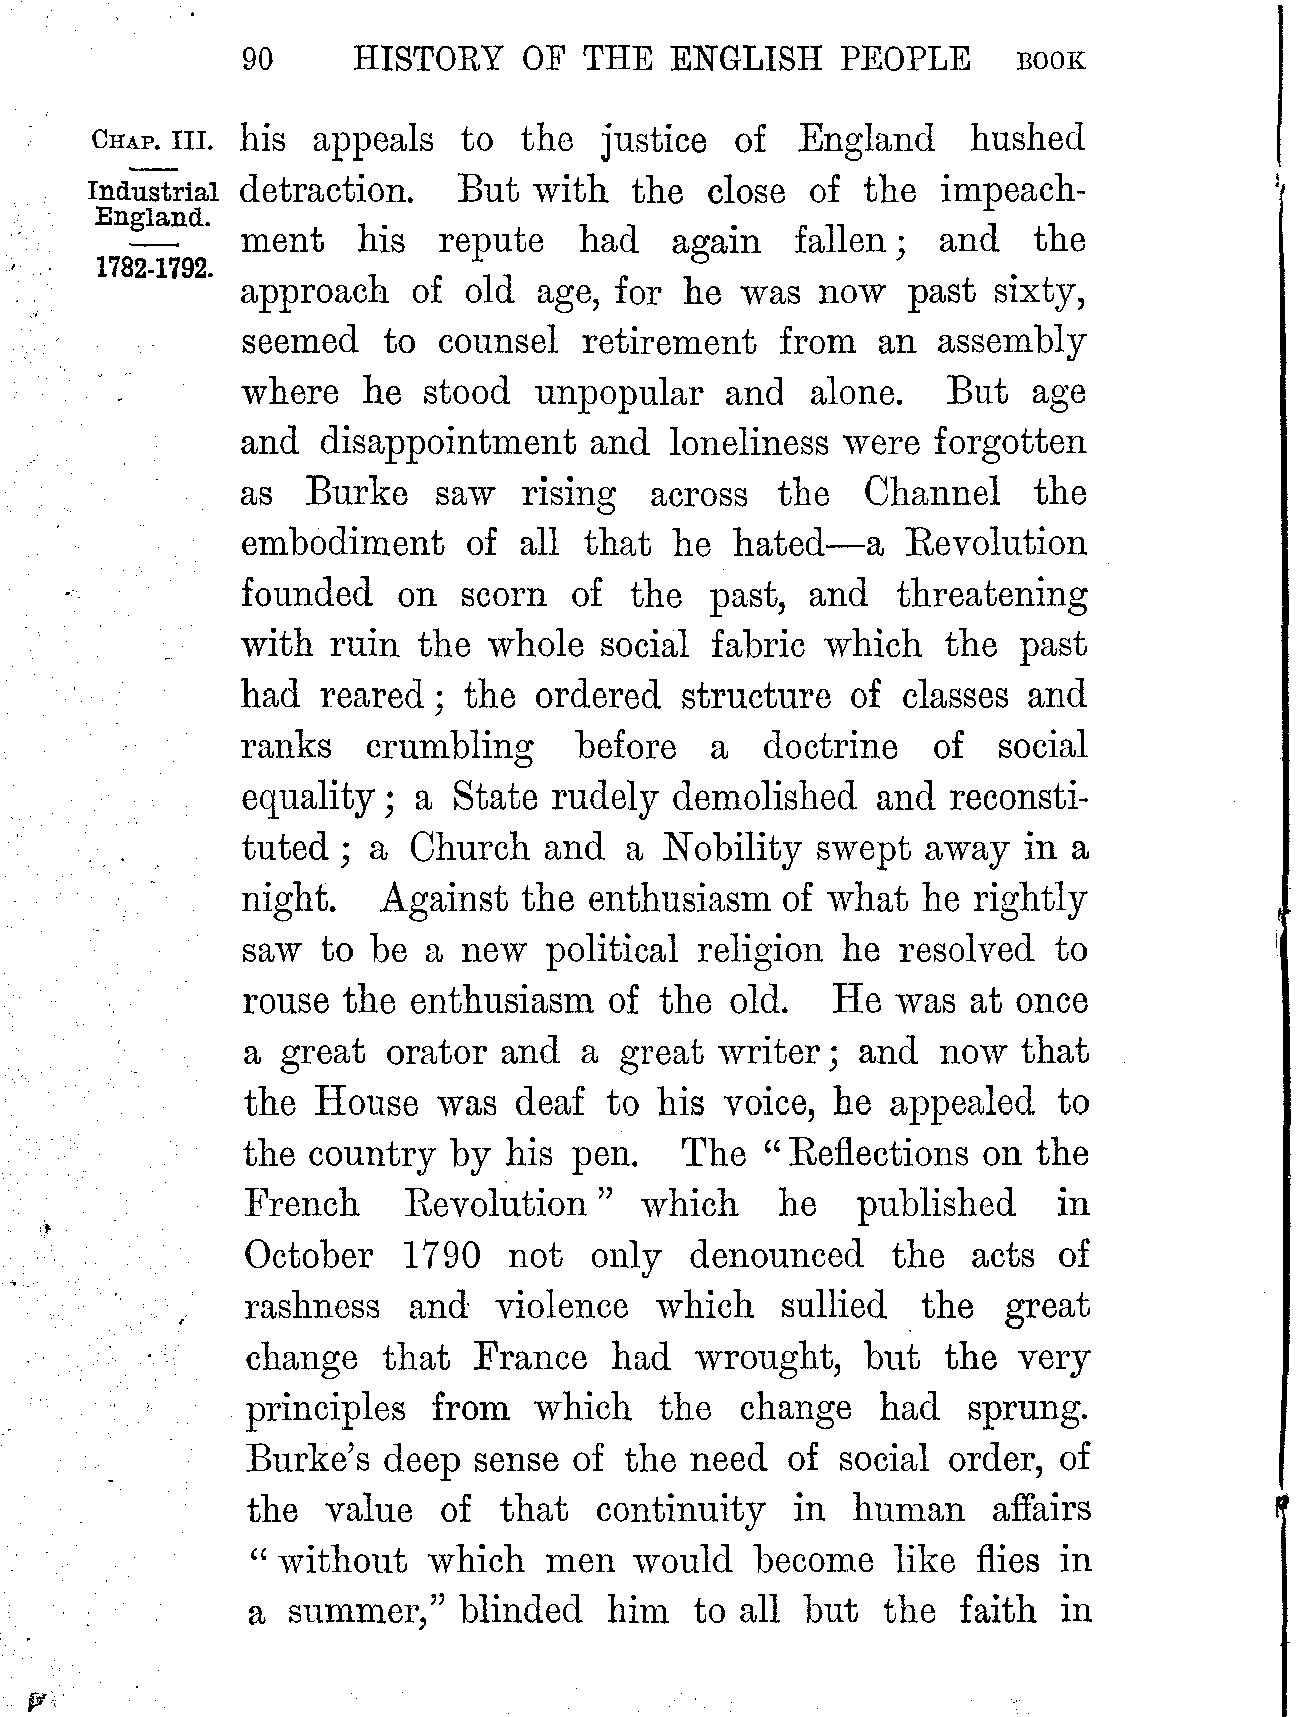 90 HISTORY OF THE ENGLISH PEOPLE BOOK
CHAP. III.
Industrial
England.
1782-1792.
his appeals to the justice of England hushed
detraction. But with the close of the impeach-
ment his repute had again fallen; and the
approach of old age, for he was now past sixty,
seemed to counsel retirement from an assembly
where he stood unpopular and alone. But age
and disappointment and loneliness were forgotten
as Burke saw rising across the Channel the
embodiment of all that he hated—a Revolution
founded on scorn of the past, and threatening
with ruin the whole social fabric which the past
had reared; the ordered structure of classes and
ranks crumbling before a doctrine of social
equality; a State rudely demolished and reconsti-
tuted; a Church and a Nobility swept away in a
night. Against the enthusiasm of what he rightly
saw to be a new political religion he resolved to
rouse the enthusiasm of the old. He was at once
a great orator and a great writer; and now that
the House was deaf to his voice, he appealed to
the country by his pen. The "Reflections on the
French Revolution" which he published in
October 1790 not only denounced the acts of
rashness and violence which sullied the great
change that France had wrought, but the very
principles from which the change had sprung.
Burke's deep sense of the need of social order, of
the value of that continuity in human affairs
"without which men would become like flies in
a summer," blinded him to all but the faith in